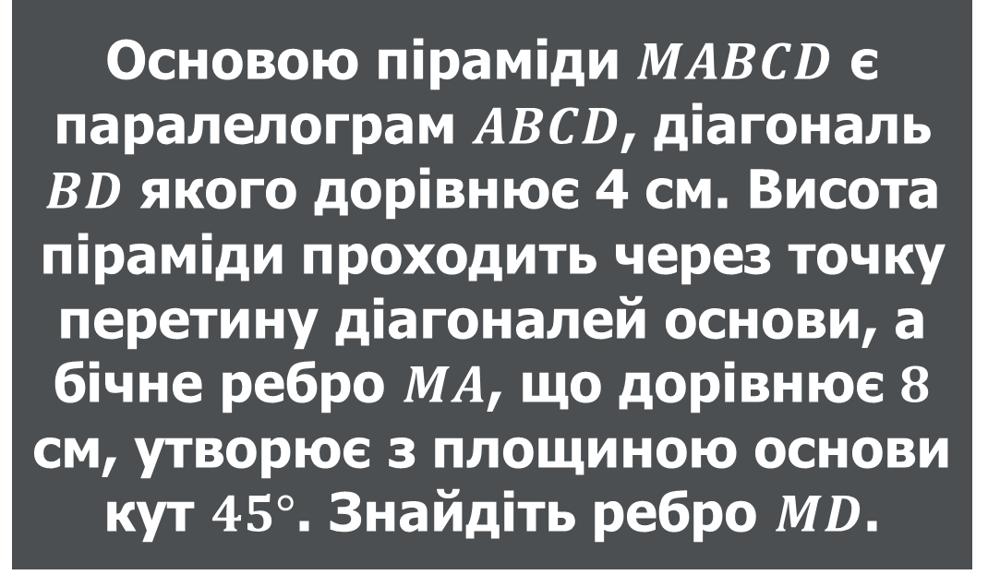 Основою піраміди MABCD є
паралелограм ABCD, діагональ
BD якого дорівнює 4 см. Висота
піраміди проходить через точку
перетину діагоналей основи, а
бічне ребро MA, що дорівнює 8
см, утворює з площиною основи
кут 45°. Знайдіть ребро MD.